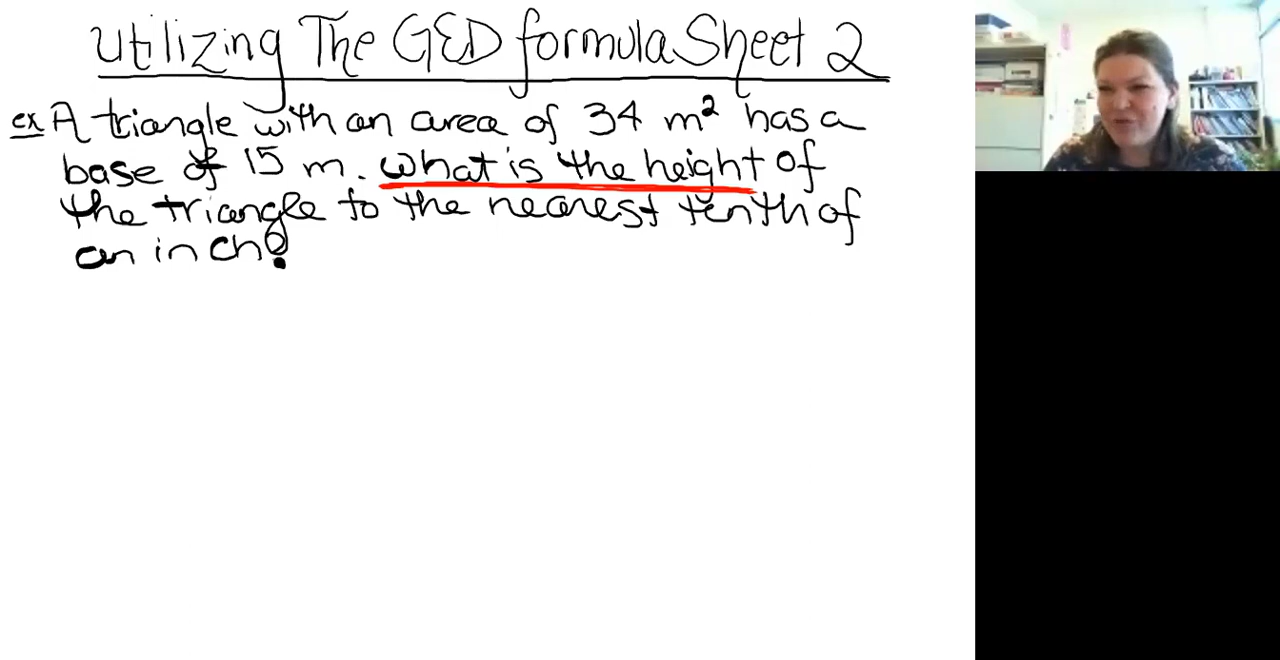 Utilizing The GED formula Sheet 2
ex A triangle with an area of 34 m² has a
base of 15 m. what is the height of
the triangle to the nearest tenth of
an inch?